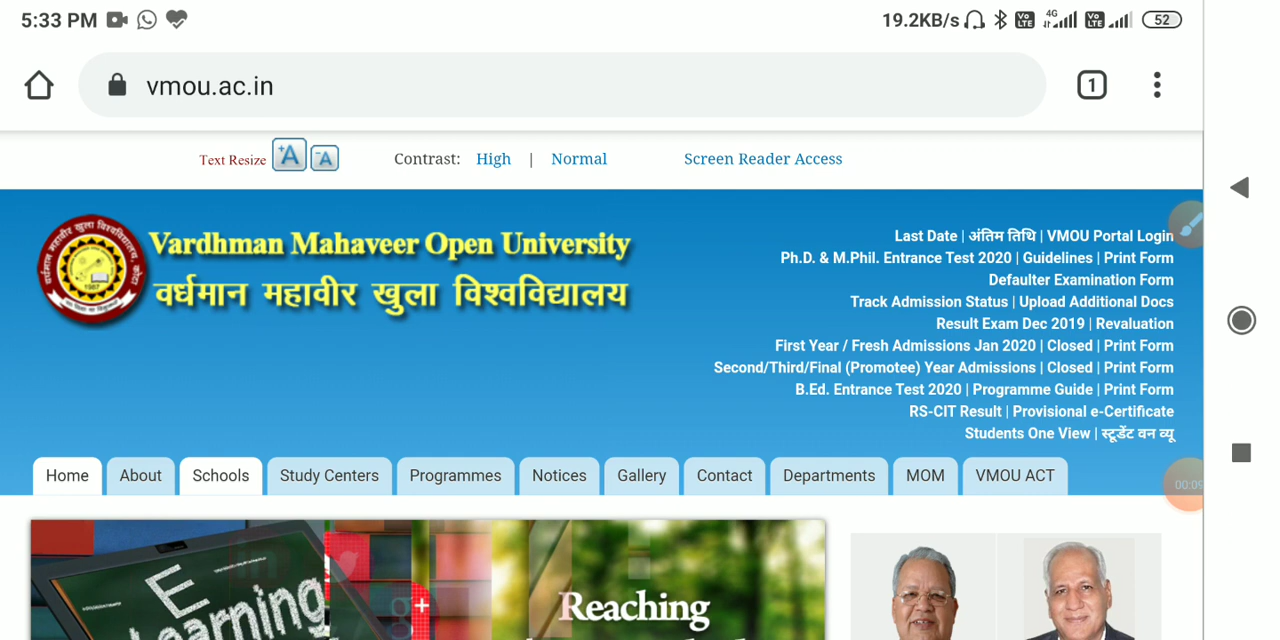 5:33 PM 19.2KB/s 4G 52
vmou.ac.in 1
Text Resize +A -A Contrast: High | Normal Screen Reader Access
Vardhman Mahaveer Open University
वर्धमान महावीर खुला विश्वविद्यालय
Last Date | अंतिम तिथि | VMOU Portal Login
Ph.D. & M.Phil. Entrance Test 2020 | Guidelines | Print Form
Defaulter Examination Form
Track Admission Status | Upload Additional Docs
Result Exam Dec 2019 | Revaluation
First Year / Fresh Admissions Jan 2020 | Closed | Print Form
Second/Third/Final (Promotee) Year Admissions | Closed | Print Form
B.Ed. Entrance Test 2020 | Programme Guide | Print Form
RS-CIT Result | Provisional e-Certificate
Students One View | स्टूडेंट वन व्यू
Home About Schools Study Centers Programmes Notices Gallery Contact Departments MOM VMOU ACT
00:09
E
Learning
g+
Reaching